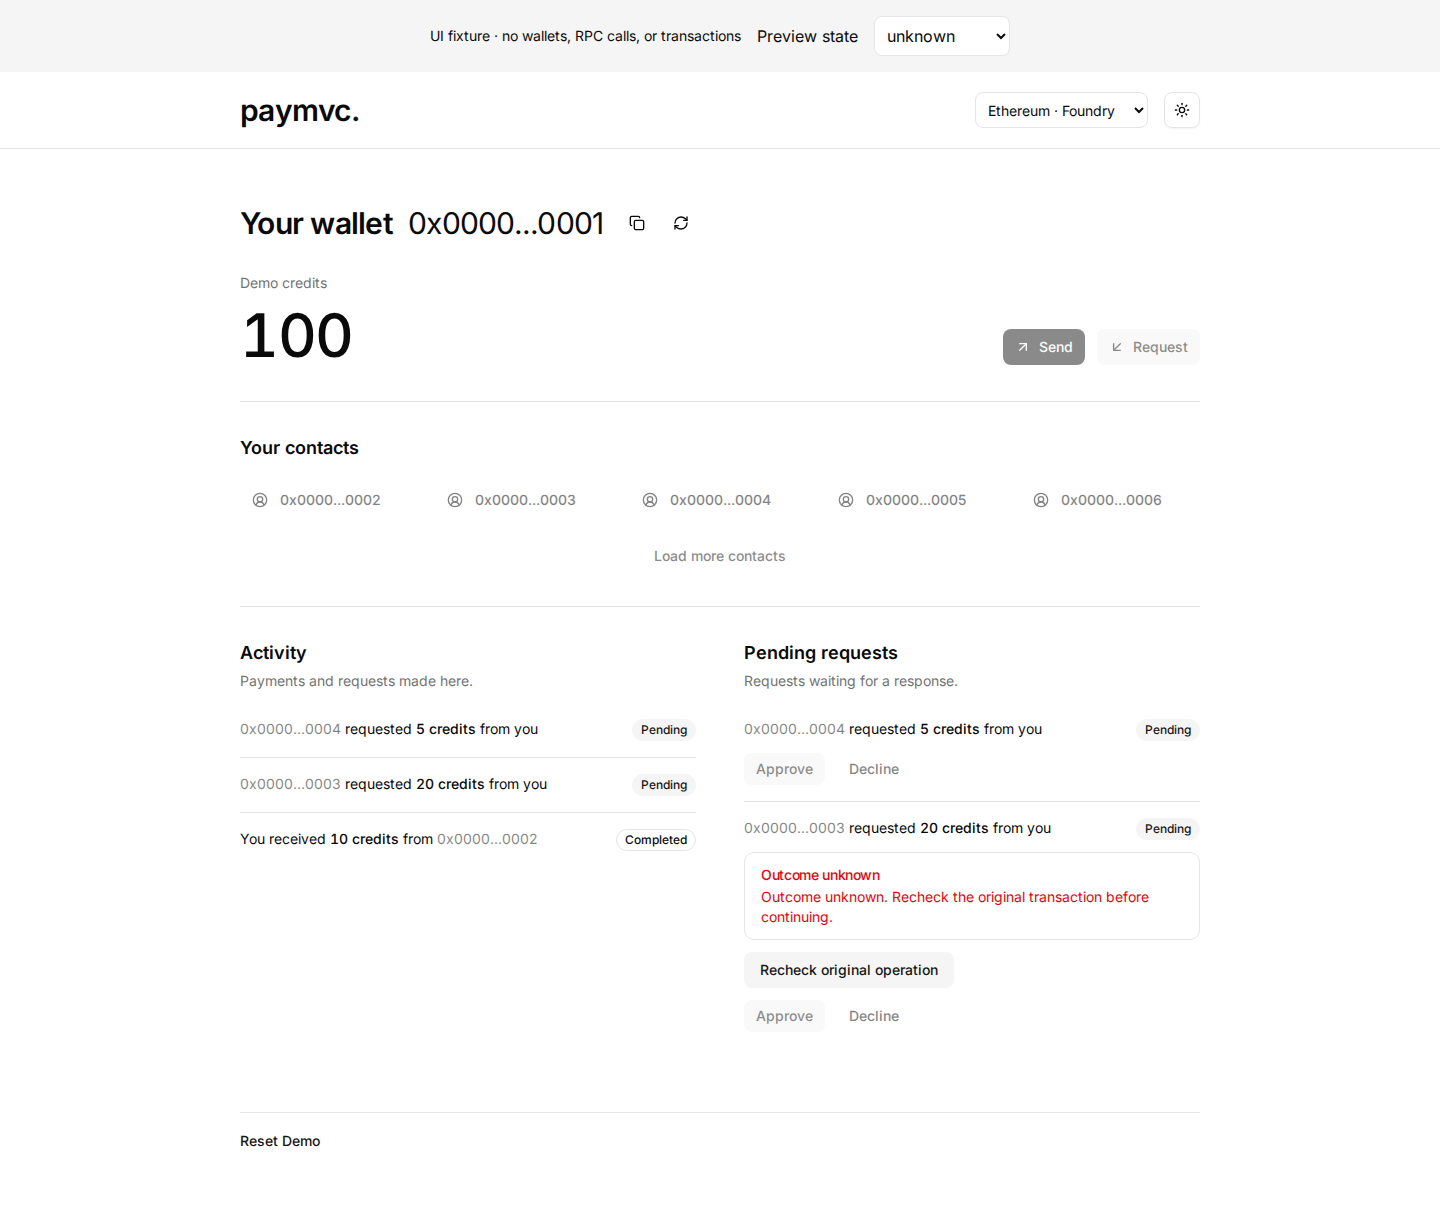 UI fixture · no wallets, RPC calls, or transactions Preview state unknown
paymvc. Ethereum · Foundry
Your wallet 0x0000...0001
Demo credits
100
Send Request
Your contacts
0x0000...0002 0x0000...0003 0x0000...0004 0x0000...0005 0x0000...0006
Load more contacts
Activity
Payments and requests made here.
0x0000...0004 requested 5 credits from you Pending
0x0000...0003 requested 20 credits from you Pending
You received 10 credits from 0x0000...0002 Completed
Pending requests
Requests waiting for a response.
0x0000...0004 requested 5 credits from you Pending
Approve Decline
0x0000...0003 requested 20 credits from you Pending
Outcome unknown
Outcome unknown. Recheck the original transaction before
continuing.
Recheck original operation
Approve Decline
Reset Demo